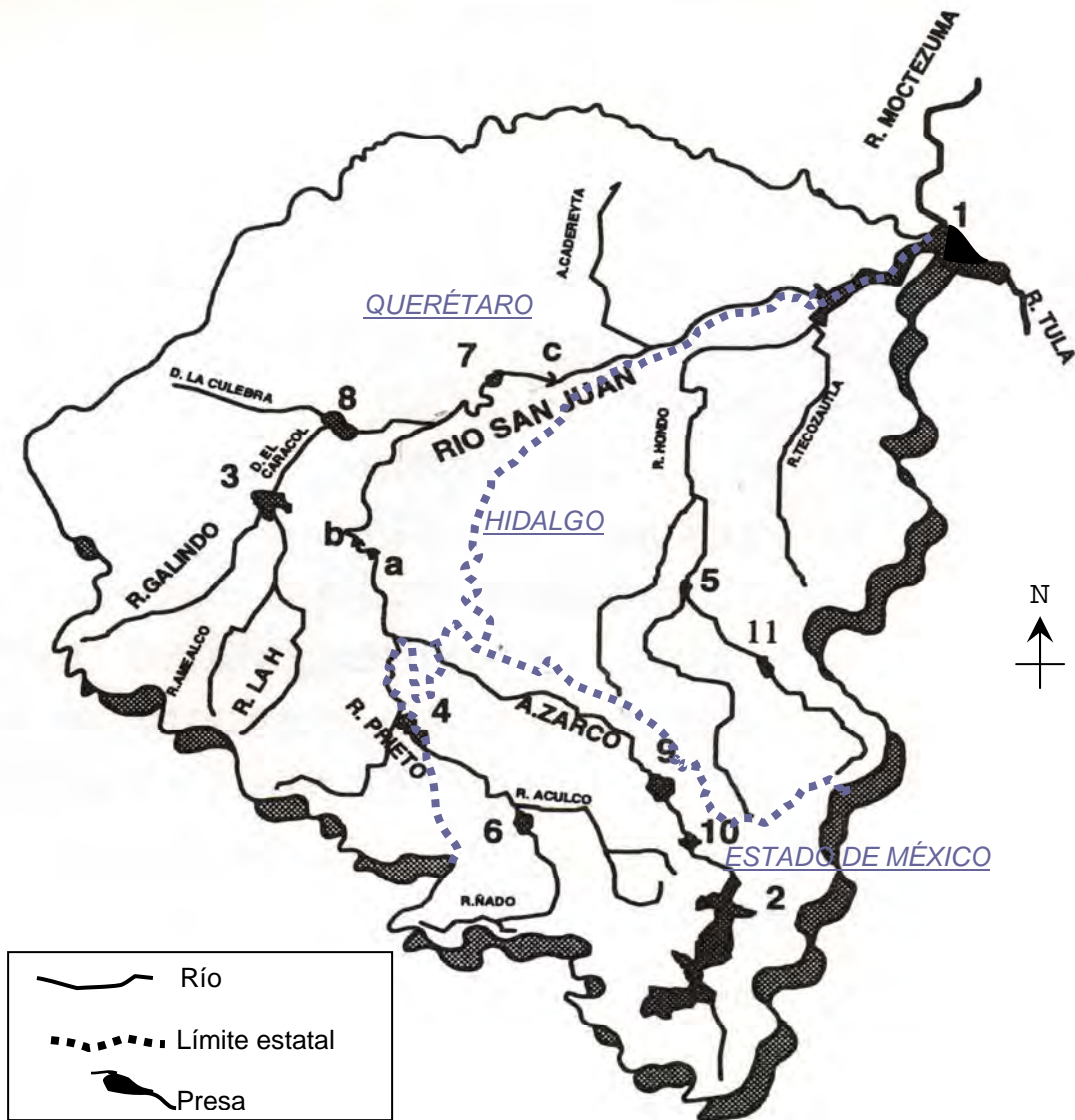 R. MOCTEZUMA
1
R. TULA
A.CADEREYTA
QUERÉTARO
7
c
D. LA CULEBRA
8
RIO SAN JUAN
D. EL
CARACOL
3
R. HONDO
R.TECOZAUTLA
HIDALGO
b
a
R.GALINDO
5
N
11
R.AMEALCO
R. LA H
4
R. PRIETO
A.ZARCO
9
R. ACULCO
6
10
ESTADO DE MÉXICO
2
R.ÑADO
Río
Límite estatal
Presa